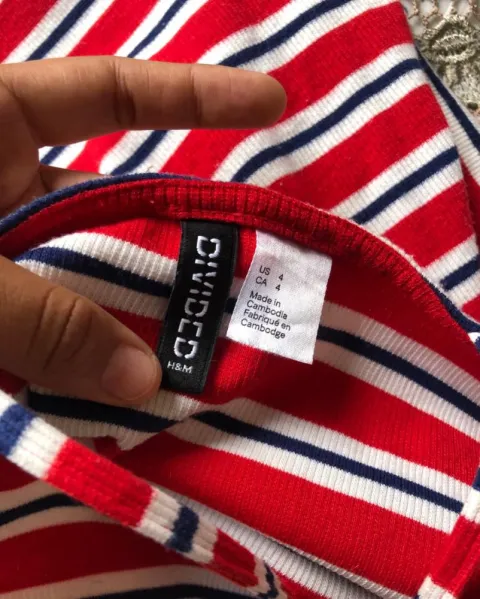 DIVIDED
H&M
US 4
CA 4
Made in
Cambodia
Fabriqué en
Cambodge